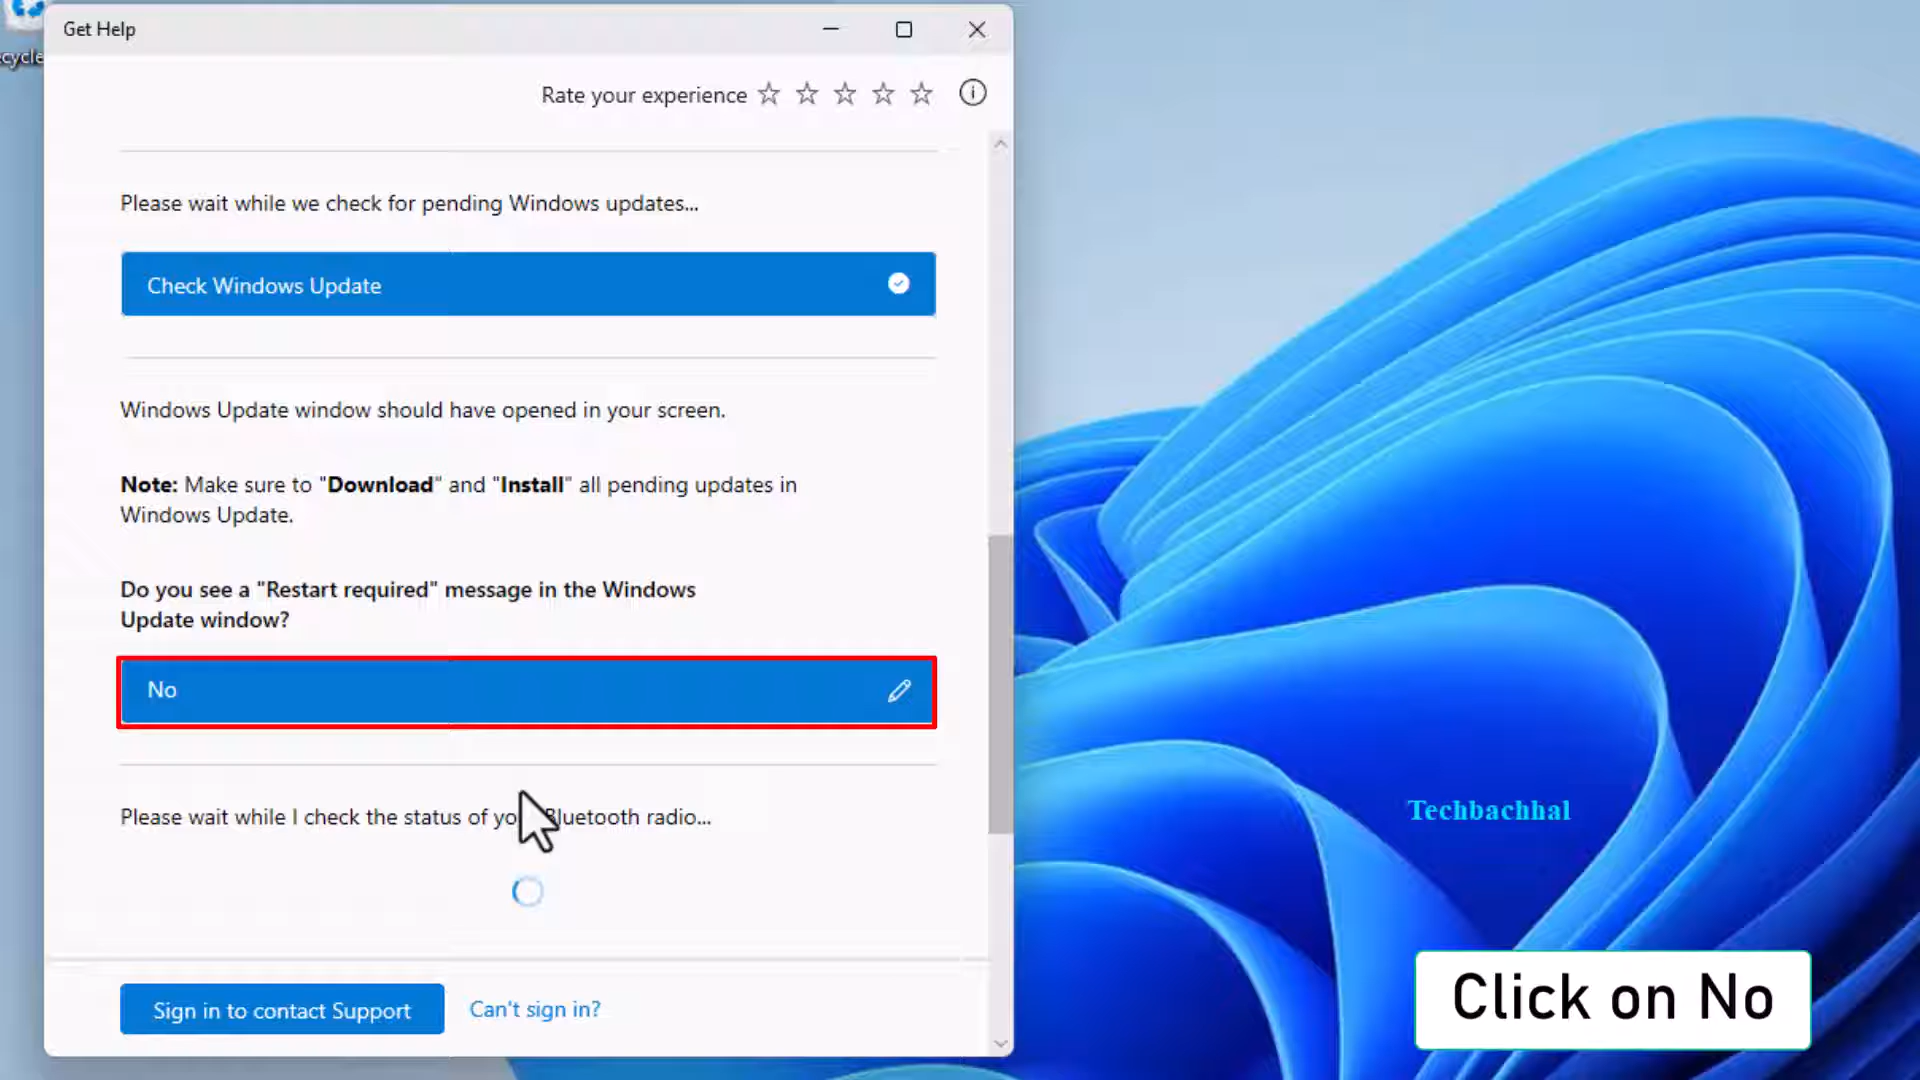 Get Help
Rate your experience
Please wait while we check for pending Windows updates...
Check Windows Update
Windows Update window should have opened in your screen.
Note: Make sure to "Download" and "Install" all pending updates in
Windows Update.
Do you see a "Restart required" message in the Windows
Update window?
No
Please wait while I check the status of Bluetooth radio...
Sign in to contact Support
Can't sign in?
Techbachhal
Click on No